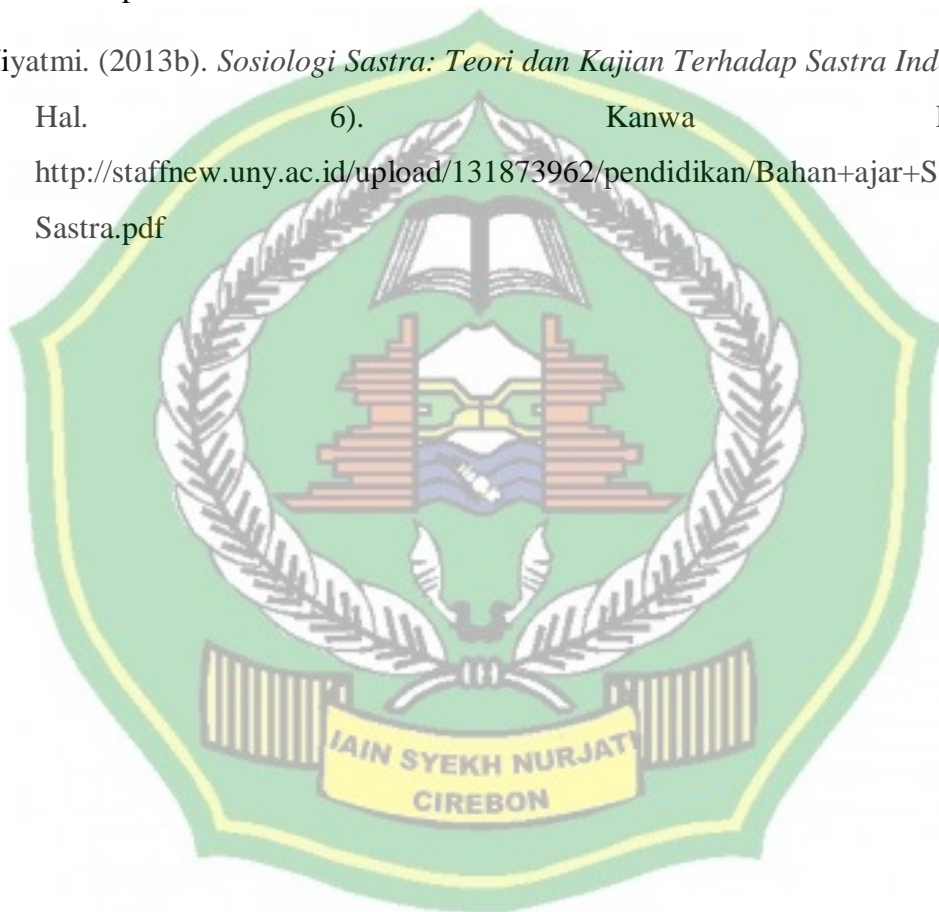 iyatmi. (2013b). Sosiologi Sastra: Teori dan Kajian Terhadap Sastra Ind
Hal. 6). Kanwa
http://staffnew.uny.ac.id/upload/131873962/pendidikan/Bahan+ajar+S
Sastra.pdf
IAIN SYEKH NURJATI
CIREBON